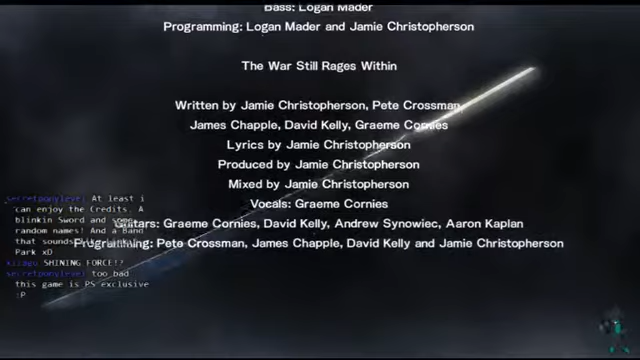 Bass: Logan Mader
Programming: Logan Mader and Jamie Christopherson
The War Still Rages Within
Written by Jamie Christopherson, Pete Crossman,
James Chapple, David Kelly, Graeme Cornies
Lyrics by Jamie Christopherson
Produced by Jamie Christopherson
Mixed by Jamie Christopherson
Vocals: Graeme Cornies
Guitars: Graeme Cornies, David Kelly, Andrew Synowiec, Aaron Kaplan
Programming: Pete Crossman, James Chapple, David Kelly and Jamie Christopherson
secretponylevel At least i
can enjoy the Credits. A
blinkin Sword and some
random names! And a Band
that sounds
Park xD
SHINING FORCE!?
secretponylevel too bad
this game is PS exclusive
:P